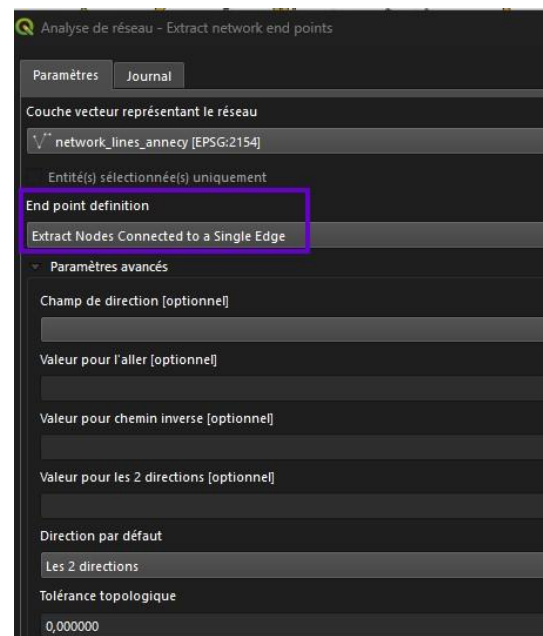 Analyse de réseau - Extract network end points
Paramètres Journal
Couche vecteur représentant le réseau
network_lines_annecy [EPSG:2154]
Entité(s) sélectionnée(s) uniquement
End point definition
Extract Nodes Connected to a Single Edge
Paramètres avancés
Champ de direction [optionnel]
Valeur pour l'aller [optionnel]
Valeur pour chemin inverse [optionnel]
Valeur pour les 2 directions [optionnel]
Direction par défaut
Les 2 directions
Tolérance topologique
0,000000